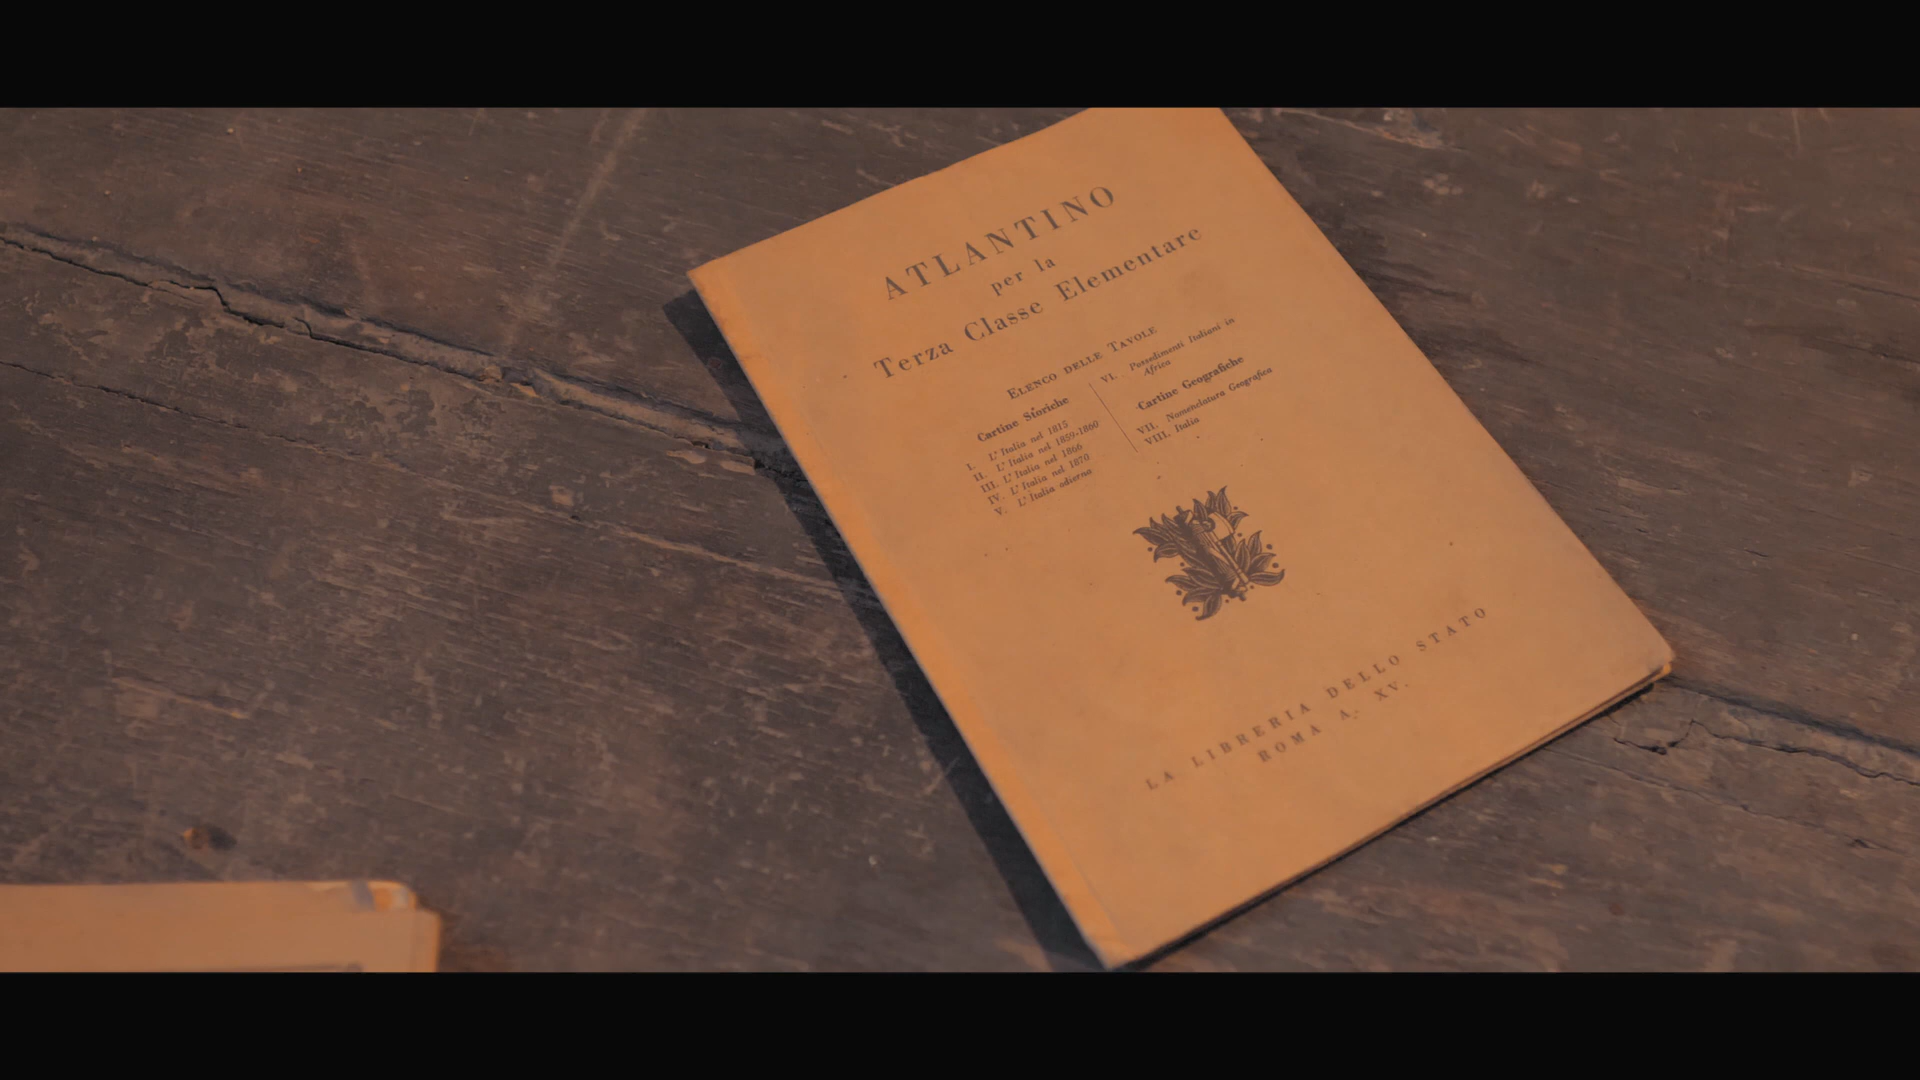 ATLANTINO
per la
Terza Classe Elementare
ELENCO DELLE TAVOLE
Cartine Storiche
I. L'Italia nel 1815
II. L'Italia nel 1859-1860
III. L'Italia nel 1866
IV. L'Italia nel 1870
V. L'Italia odierna
VI. Possedimenti Italiani in
Africa
Cartine Geografiche
VII. Nomenclatura Geografica
VIII. Italia
LA LIBRERIA DELLO STATO
ROMA A. XV.